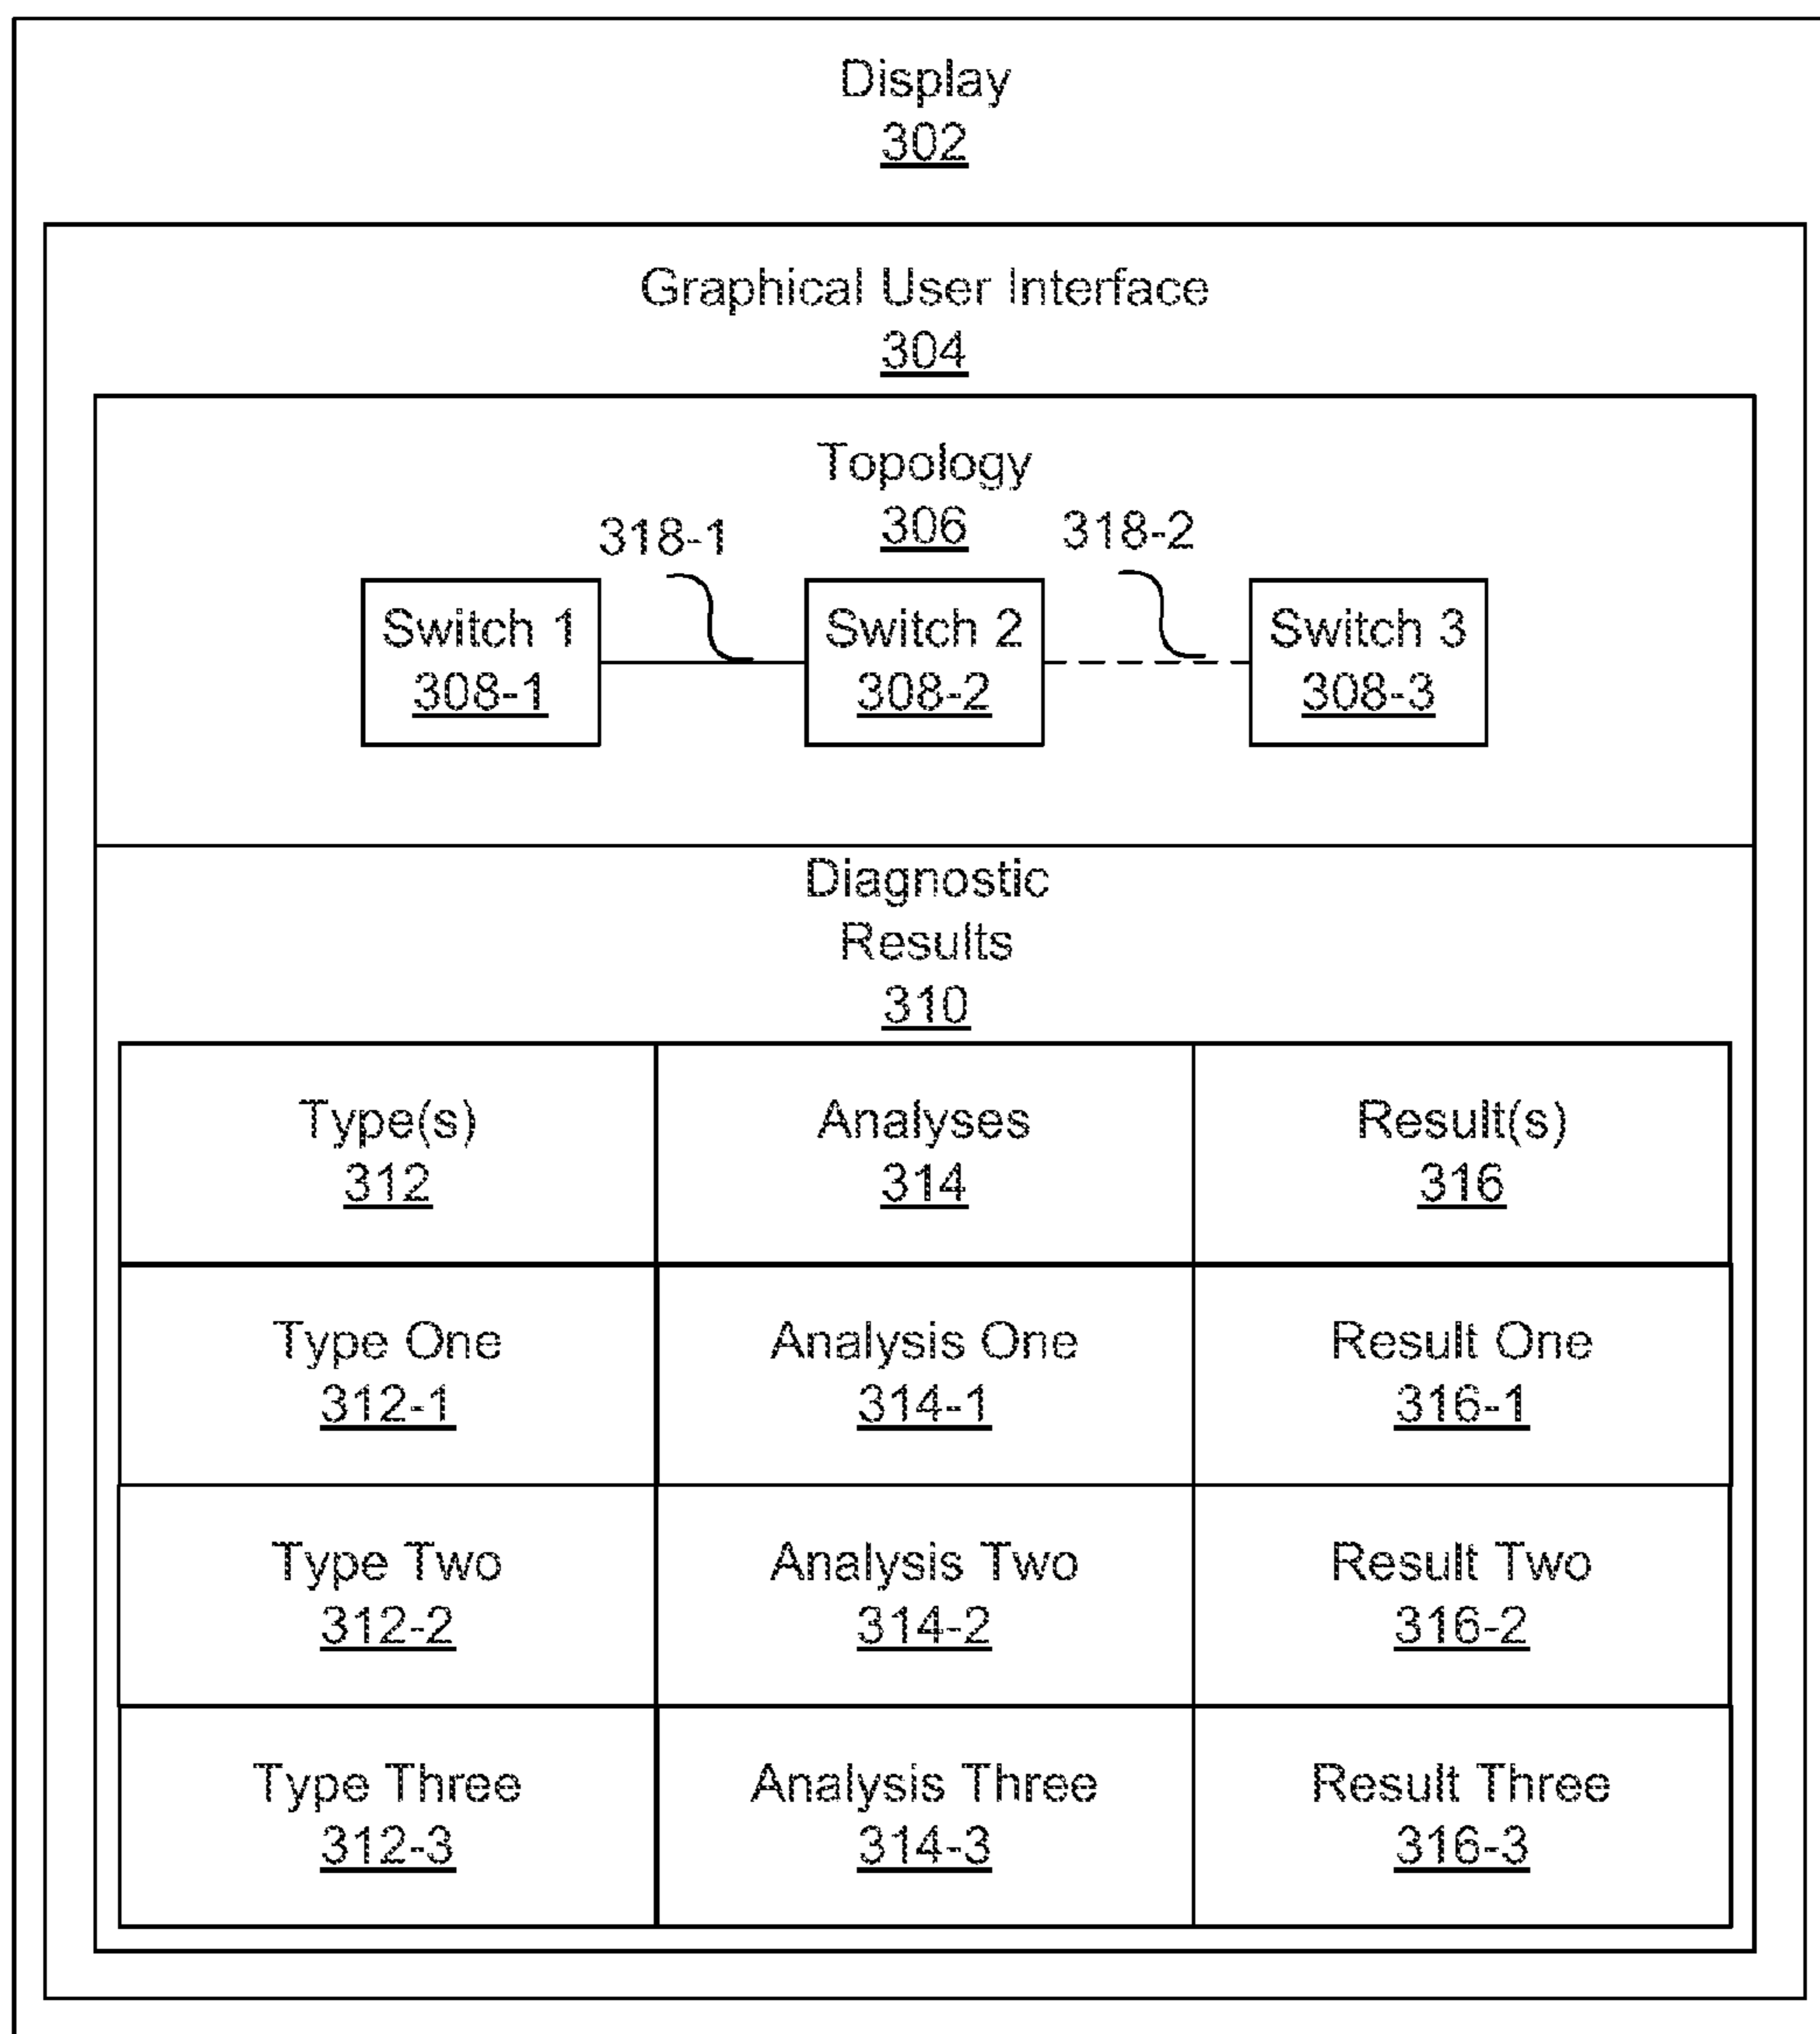 Display
302
Graphical User Interface
304
Topology
306
318-1
318-2
Switch 1
308-1
Switch 2
308-2
Switch 3
308-3
Diagnostic
Results
310
Type(s)
312
Analyses
314
Result(s)
316
Type One
312-1
Analysis One
314-1
Result One
316-1
Type Two
312-2
Analysis Two
314-2
Result Two
316-2
Type Three
312-3
Analysis Three
314-3
Result Three
316-3